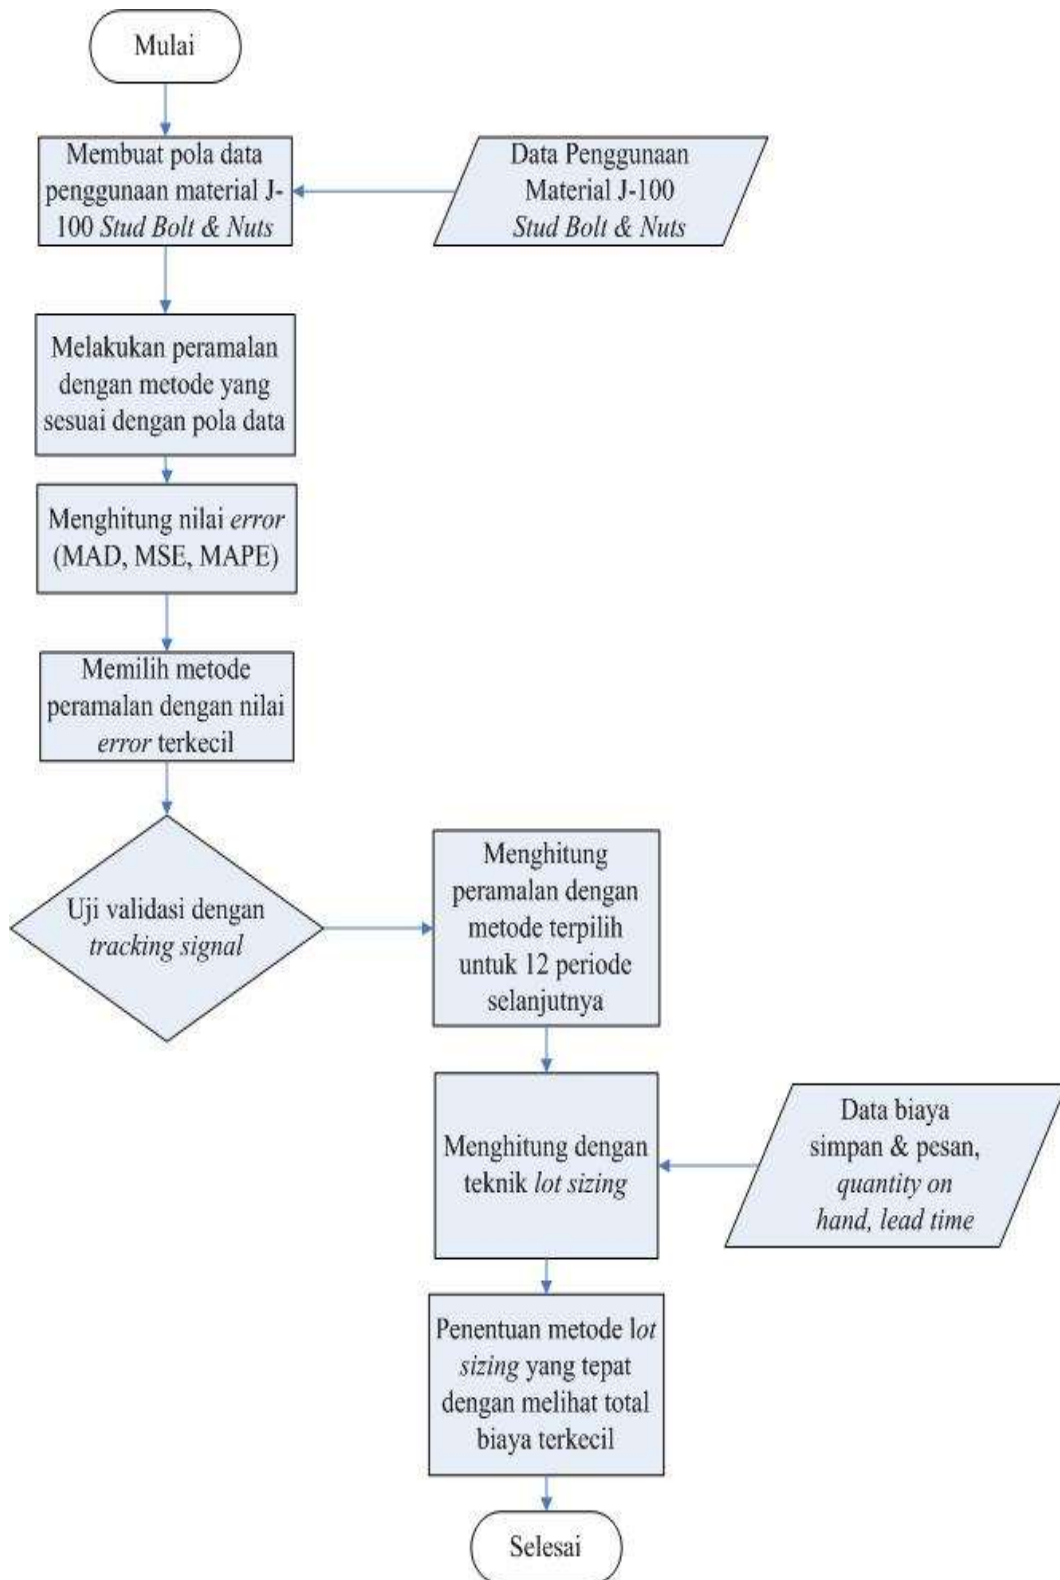 Mulai
Membuat pola data
penggunaan material J-
100 Stud Bolt & Nuts
Data Penggunaan
Material J-100
Stud Bolt & Nuts
Melakukan peramalan
dengan metode yang
sesuai dengan pola data
Menghitung nilai error
(MAD, MSE, MAPE)
Memilih metode
peramalan dengan nilai
error terkecil
Uji validasi dengan
tracking signal
Menghitung
peramalan dengan
metode terpilih
untuk 12 periode
selanjutnya
Menghitung dengan
teknik lot sizing
Data biaya
simpan & pesan,
quantity on
hand, lead time
Penentuan metode lot
sizing yang tepat
dengan melihat total
biaya terkecil
Selesai